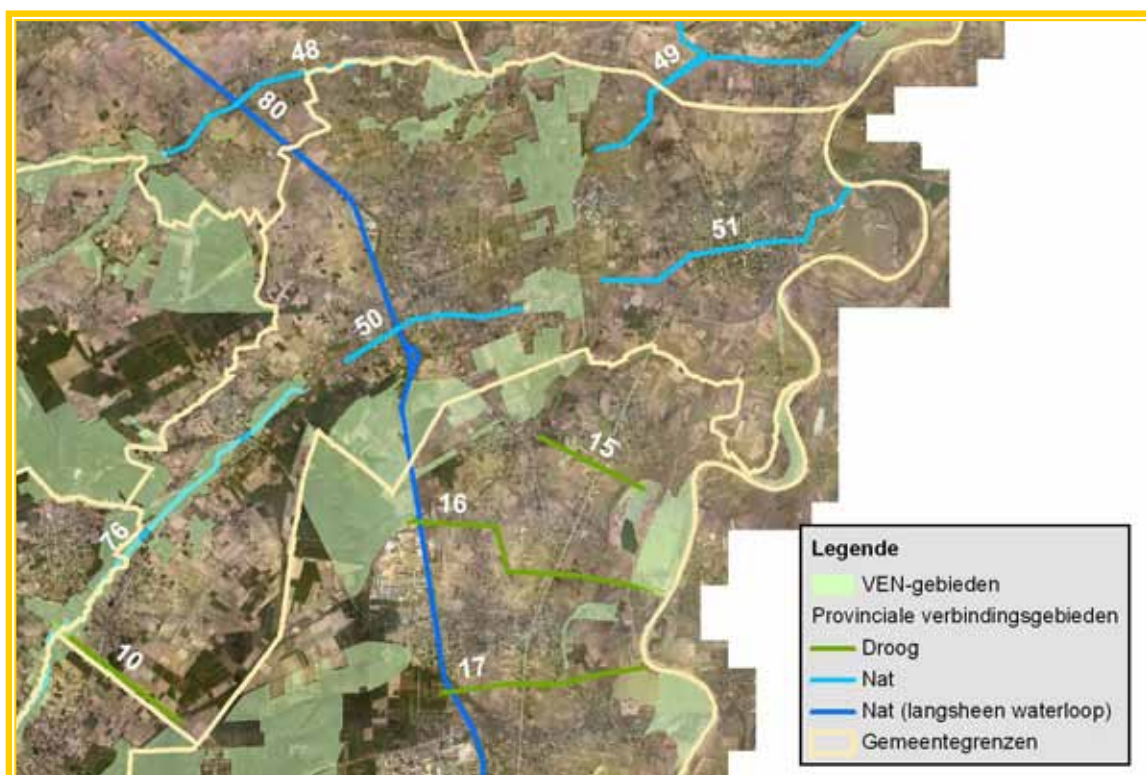 48
49
80
51
50
15
16
76
10
17
Legende
VEN-gebieden
Provinciale verbindingsgebieden
Droog
Nat
Nat (langsheen waterloop)
Gemeentegrenzen